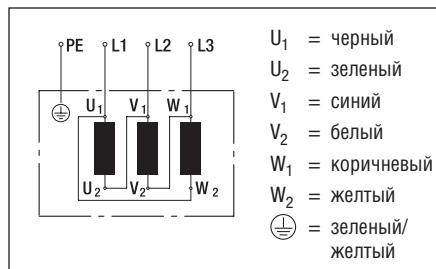 PE L1 L2 L3
U1 V1 W1
U2 V2 W2
U1 = черный
U2 = зеленый
V1 = синий
V2 = белый
W1 = коричневый
W2 = желтый
= зеленый/
желтый